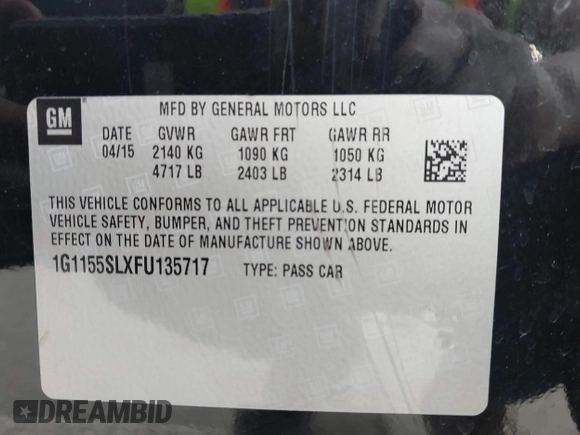 GM
MFD BY GENERAL MOTORS LLC
DATE GVWR GAWR FRT GAWR RR
04/15 2140 KG 1090 KG 1050 KG
4717 LB 2403 LB 2314 LB
THIS VEHICLE CONFORMS TO ALL APPLICABLE U.S. FEDERAL MOTOR
VEHICLE SAFETY, BUMPER, AND THEFT PREVENTION STANDARDS IN
EFFECT ON THE DATE OF MANUFACTURE SHOWN ABOVE.
1G1155SLXFU135717 TYPE: PASS CAR
DREAMBID